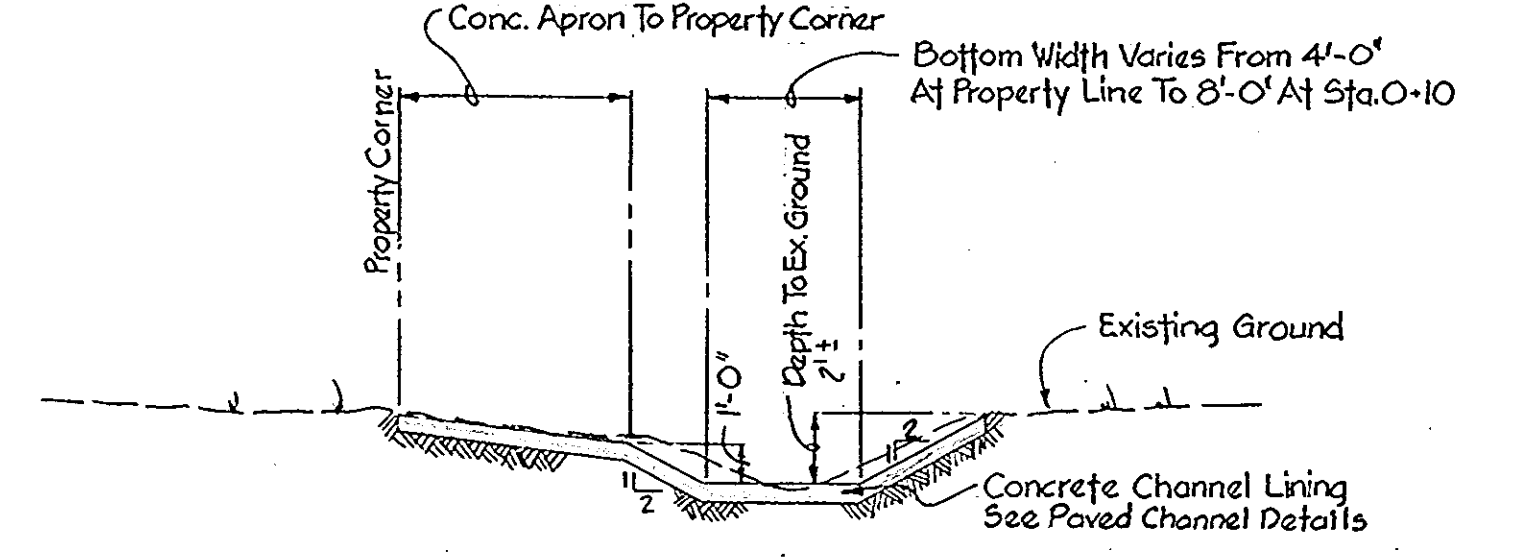 Conc. Apron To Property Corner
Bottom Width Varies From 4'-0"
At Property Line To 8'-0" At Sta. 0+10
Property Corner
Depth To Ex. Ground
2'±
1'-0"
Existing Ground
1
2
1
2
Concrete Channel Lining
See Paved Channel Details